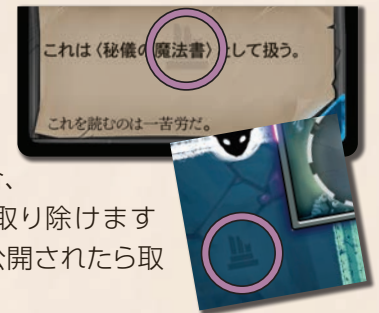 これは〈秘儀の魔法書〉として扱う。
これを読むのは一苦労だ。
、
取り除けます
公開されたら取